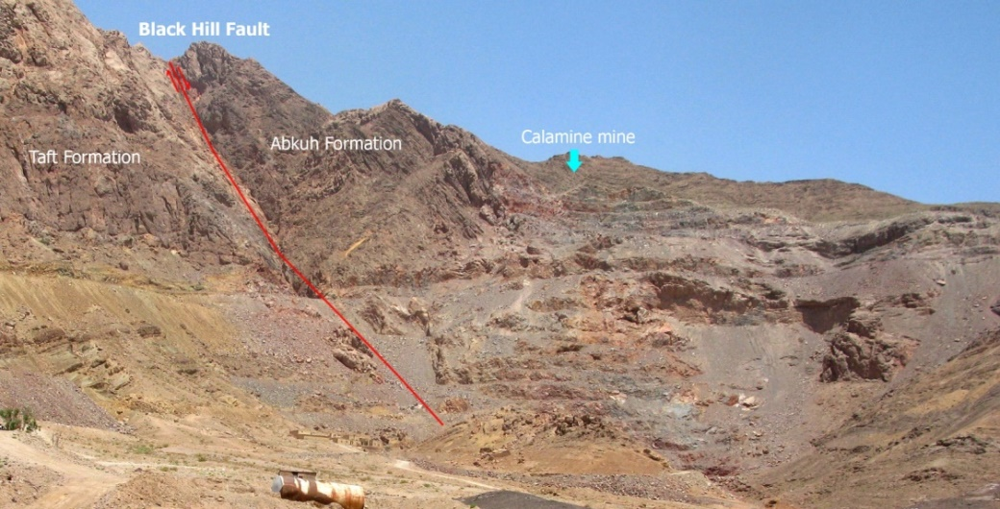 Black Hill Fault
Calamine mine
Abkuh Formation
Taft Formation